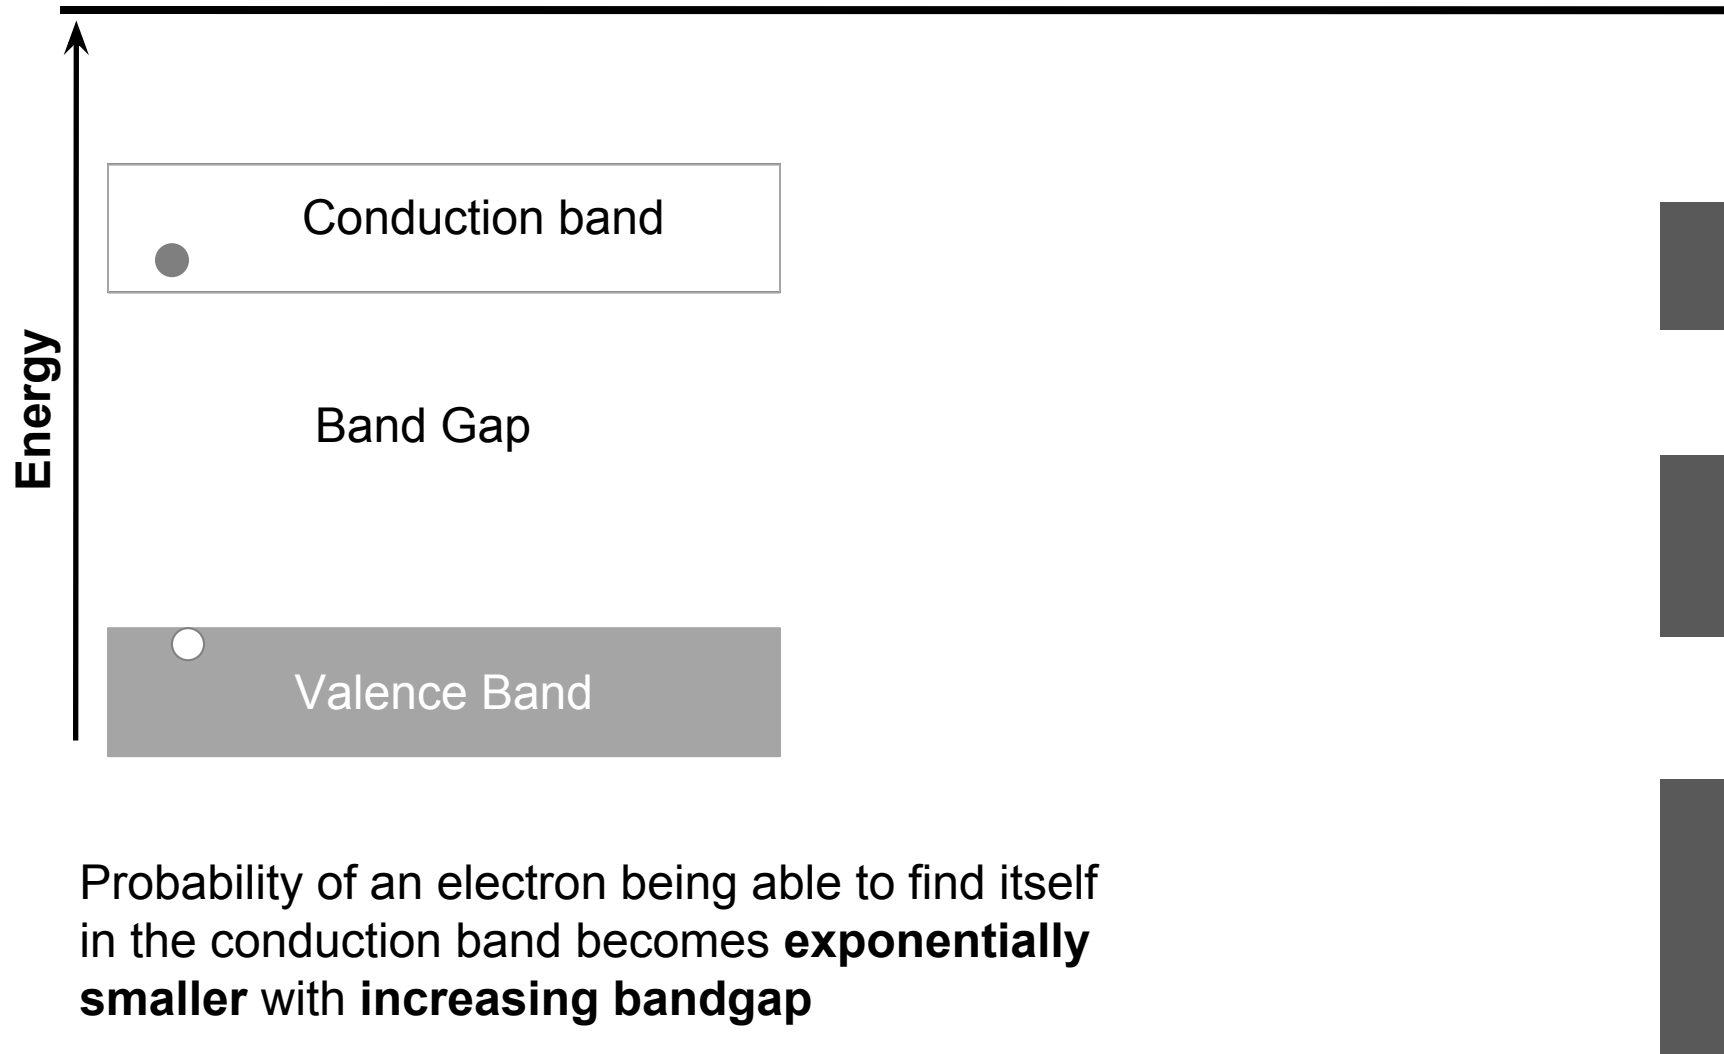 Conduction band
Energy
Band Gap
Valence Band
Probability of an electron being able to find itself
in the conduction band becomes exponentially
smaller with increasing bandgap